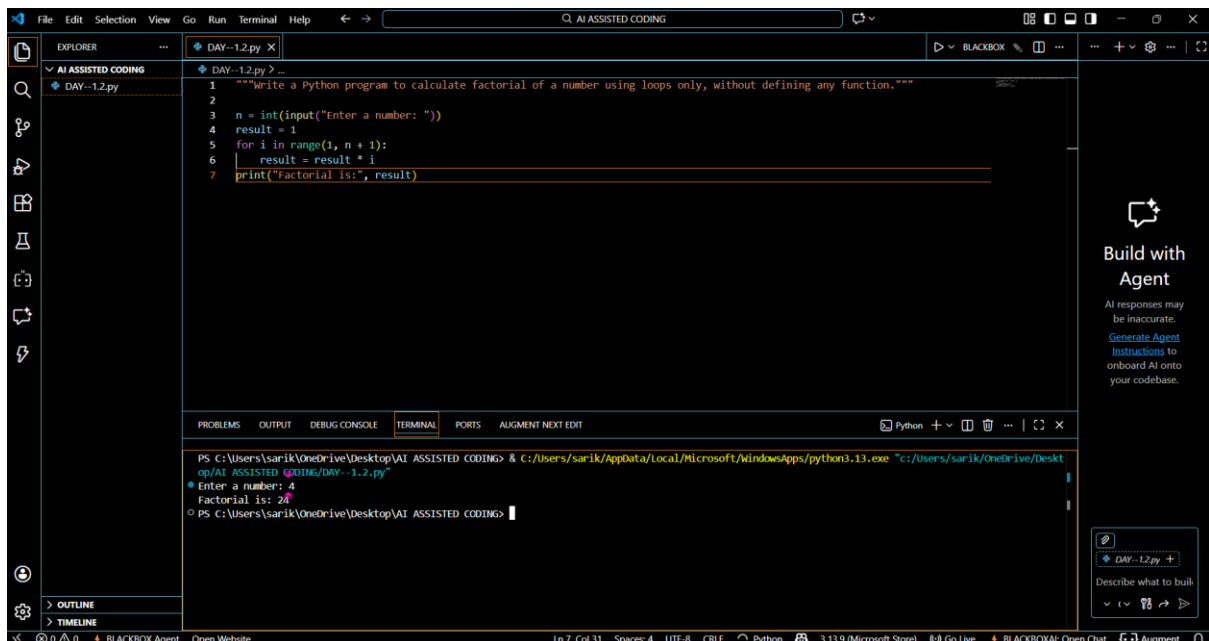 File Edit Selection View Go Run Terminal Help
AI ASSISTED CODING
EXPLORER
AI ASSISTED CODING
DAY--1.2.py
DAY--1.2.py
BLACKBOX
DAY--1.2.py > ...
1 """Write a Python program to calculate factorial of a number using loops only, without defining any function."""
2
3 n = int(input("Enter a number: "))
4 result = 1
5 for i in range(1, n + 1):
6 result = result * i
7 print("Factorial is:", result)
Build with
Agent
AI responses may
be inaccurate.
Generate Agent
Instructions to
onboard AI onto
your codebase.
PROBLEMS OUTPUT DEBUG CONSOLE TERMINAL PORTS AUGMENT NEXT EDIT
Python
PS C:\Users\sarik\OneDrive\Desktop\AI ASSISTED CODING> & C:/Users/sarik/AppData/Local/Microsoft/WindowsApps/python3.13.exe "c:/Users/sarik/OneDrive/Deskt
op/AI ASSISTED CODING/DAY--1.2.py"
Enter a number: 4
Factorial is: 24
PS C:\Users\sarik\OneDrive\Desktop\AI ASSISTED CODING>
DAY--1.2.py
Describe what to buil
OUTLINE
TIMELINE
0 0 BLACKBOX Agent Open Website Ln 7, Col 31 Spaces: 4 UTF-8 CRLF Python 3.13.9 (Microsoft Store) Go Live BLACKBOXAI: Open Chat Augment